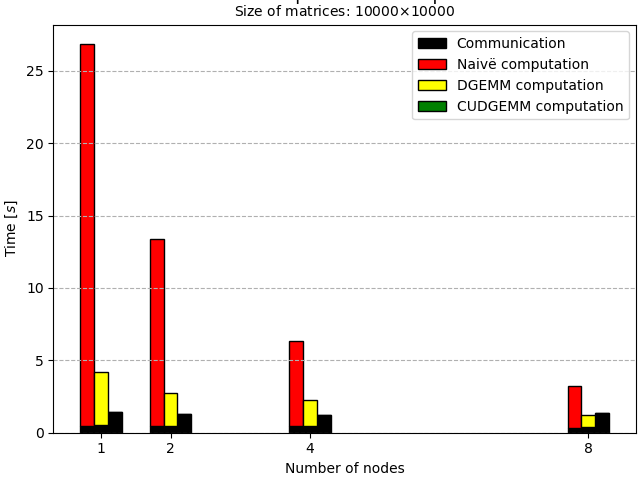 Size of matrices: 10000×10000
Communication
Naivë computation
DGEMM computation
CUDGEMM computation
Time [s]
25
20
15
10
5
0
1 2 4 8
Number of nodes